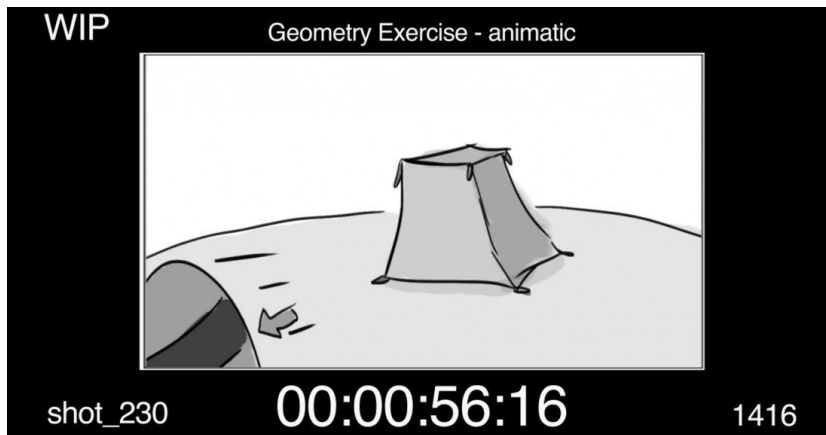 WIP
Geometry Exercise - animatic
shot_230
00:00:56:16
1416